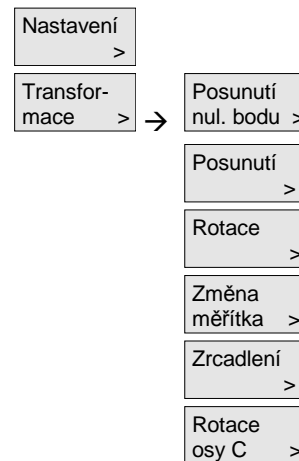 Nastavení
>
Transfor-
mace >
→
Posunutí
nul. bodu >
Posunutí
>
Rotace
>
Změna
měřítka >
Zrcadlení
>
Rotace
osy C >